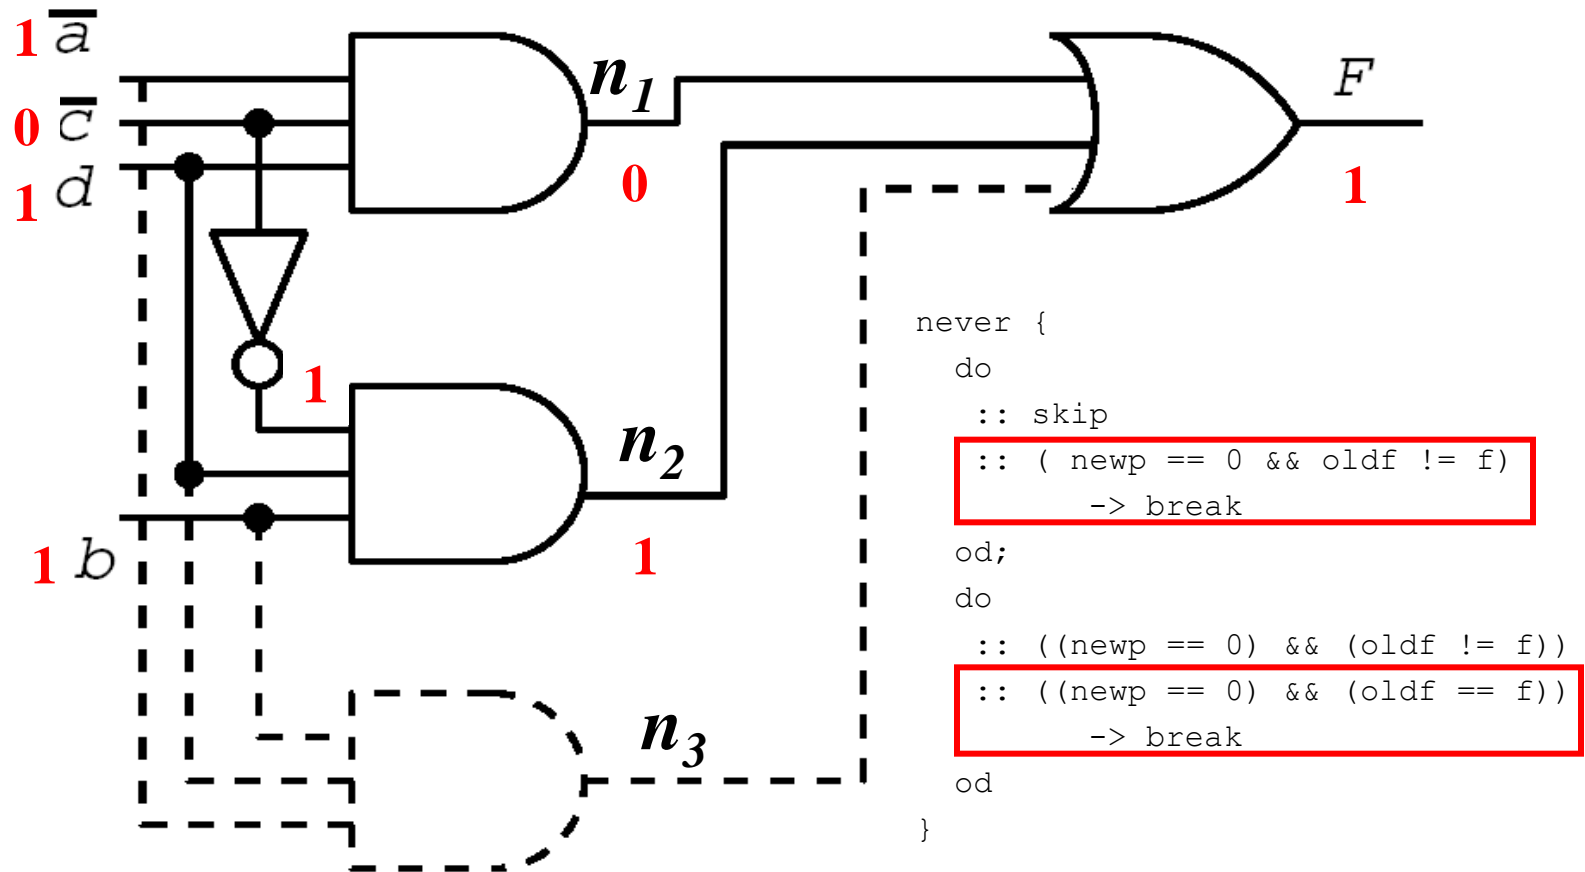 1 a̅
0 c̅
1 d
n1
0
F
1
1
n2
1
1 b
n3
never {
do
:: skip
:: ( newp == 0 && oldf != f)
-> break
od;
do
:: ((newp == 0) && (oldf != f))
:: ((newp == 0) && (oldf == f))
-> break
od
}